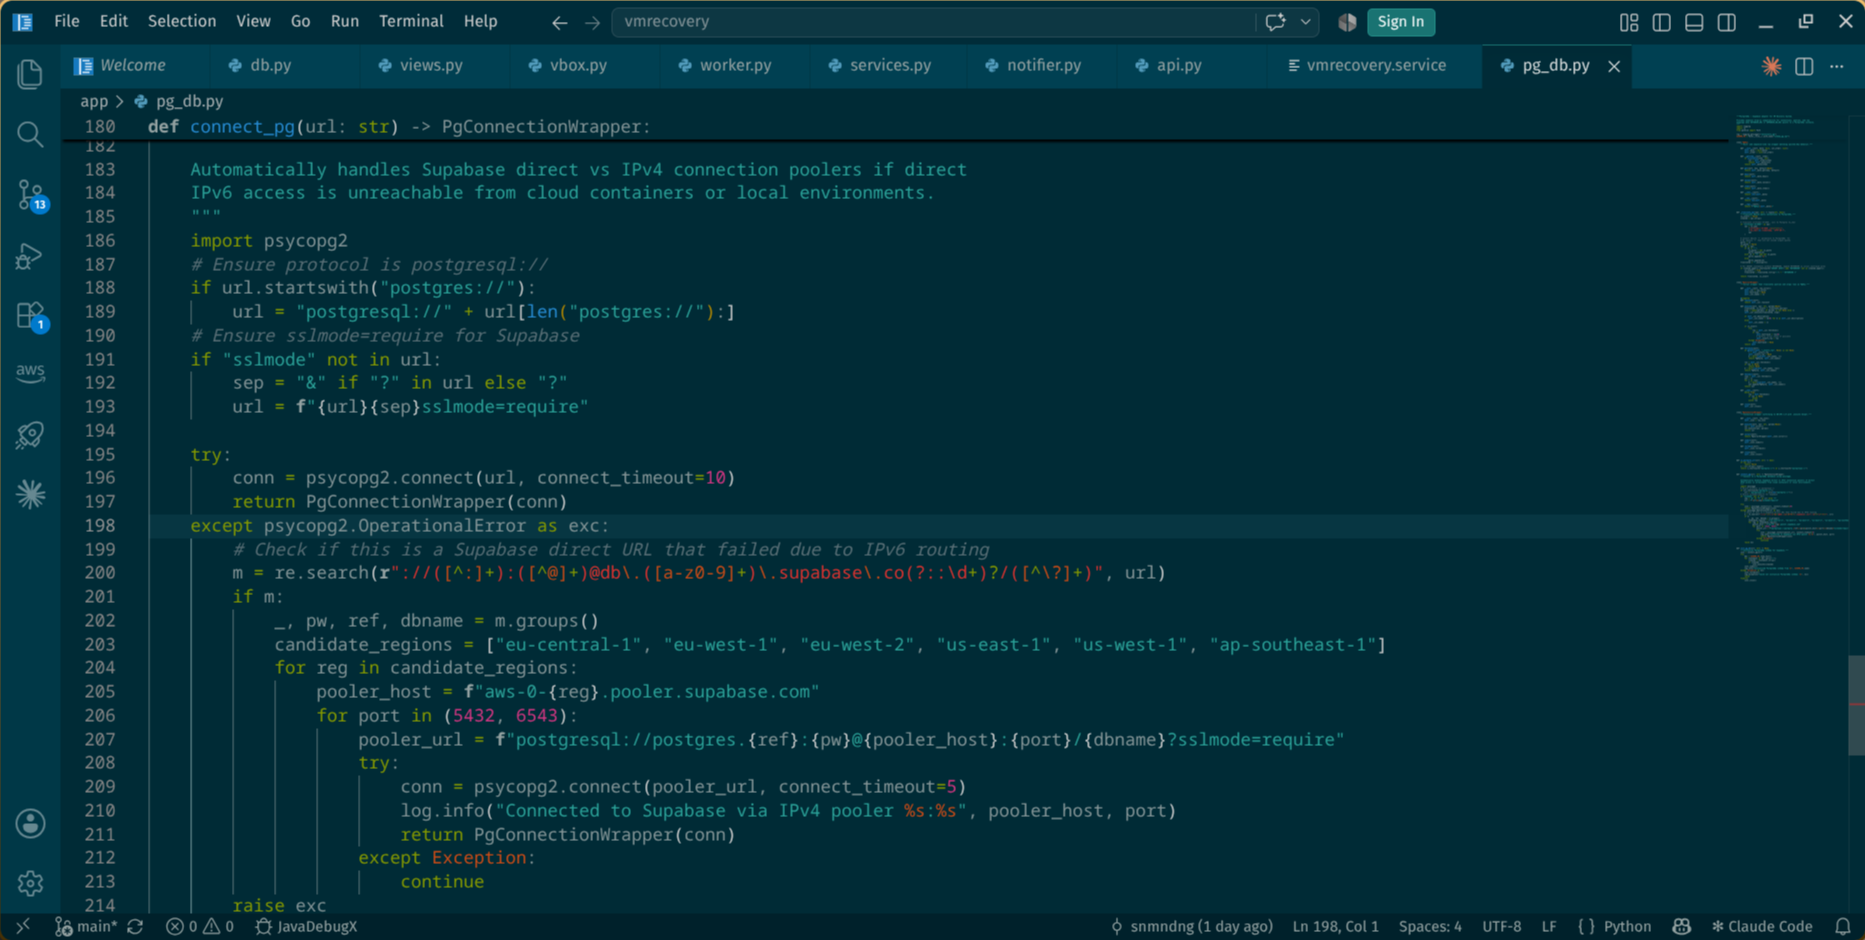 File Edit Selection View Go Run Terminal Help
vmrecovery
Sign In
Welcome db.py views.py vbox.py worker.py services.py notifier.py api.py vmrecovery.service pg_db.py
app > pg_db.py
180 def connect_pg(url: str) -> PgConnectionWrapper:
182
183 Automatically handles Supabase direct vs IPv4 connection poolers if direct
184 IPv6 access is unreachable from cloud containers or local environments.
185 """
186 import psycopg2
187 # Ensure protocol is postgresql://
188 if url.startswith("postgres://"):
189 url = "postgresql://" + url[len("postgres://"):]
190 # Ensure sslmode=require for Supabase
191 if "sslmode" not in url:
192 sep = "&" if "?" in url else "?"
193 url = f"{url}{sep}sslmode=require"
194
195 try:
196 conn = psycopg2.connect(url, connect_timeout=10)
197 return PgConnectionWrapper(conn)
198 except psycopg2.OperationalError as exc:
199 # Check if this is a Supabase direct URL that failed due to IPv6 routing
200 m = re.search(r"://([^:]+):([^@]+)@db\.([a-z0-9]+)\.supabase\.co(?::\d+)?/([^\?]+)", url)
201 if m:
202 _, pw, ref, dbname = m.groups()
203 candidate_regions = ["eu-central-1", "eu-west-1", "eu-west-2", "us-east-1", "us-west-1", "ap-southeast-1"]
204 for reg in candidate_regions:
205 pooler_host = f"aws-0-{reg}.pooler.supabase.com"
206 for port in (5432, 6543):
207 pooler_url = f"postgresql://postgres.{ref}:{pw}@{pooler_host}:{port}/{dbname}?sslmode=require"
208 try:
209 conn = psycopg2.connect(pooler_url, connect_timeout=5)
210 log.info("Connected to Supabase via IPv4 pooler %s:%s", pooler_host, port)
211 return PgConnectionWrapper(conn)
212 except Exception:
213 continue
214 raise exc
13
1
aws
main* 0 0 JavaDebugX snmndng (1 day ago) Ln 198, Col 1 Spaces: 4 UTF-8 LF { } Python Claude Code